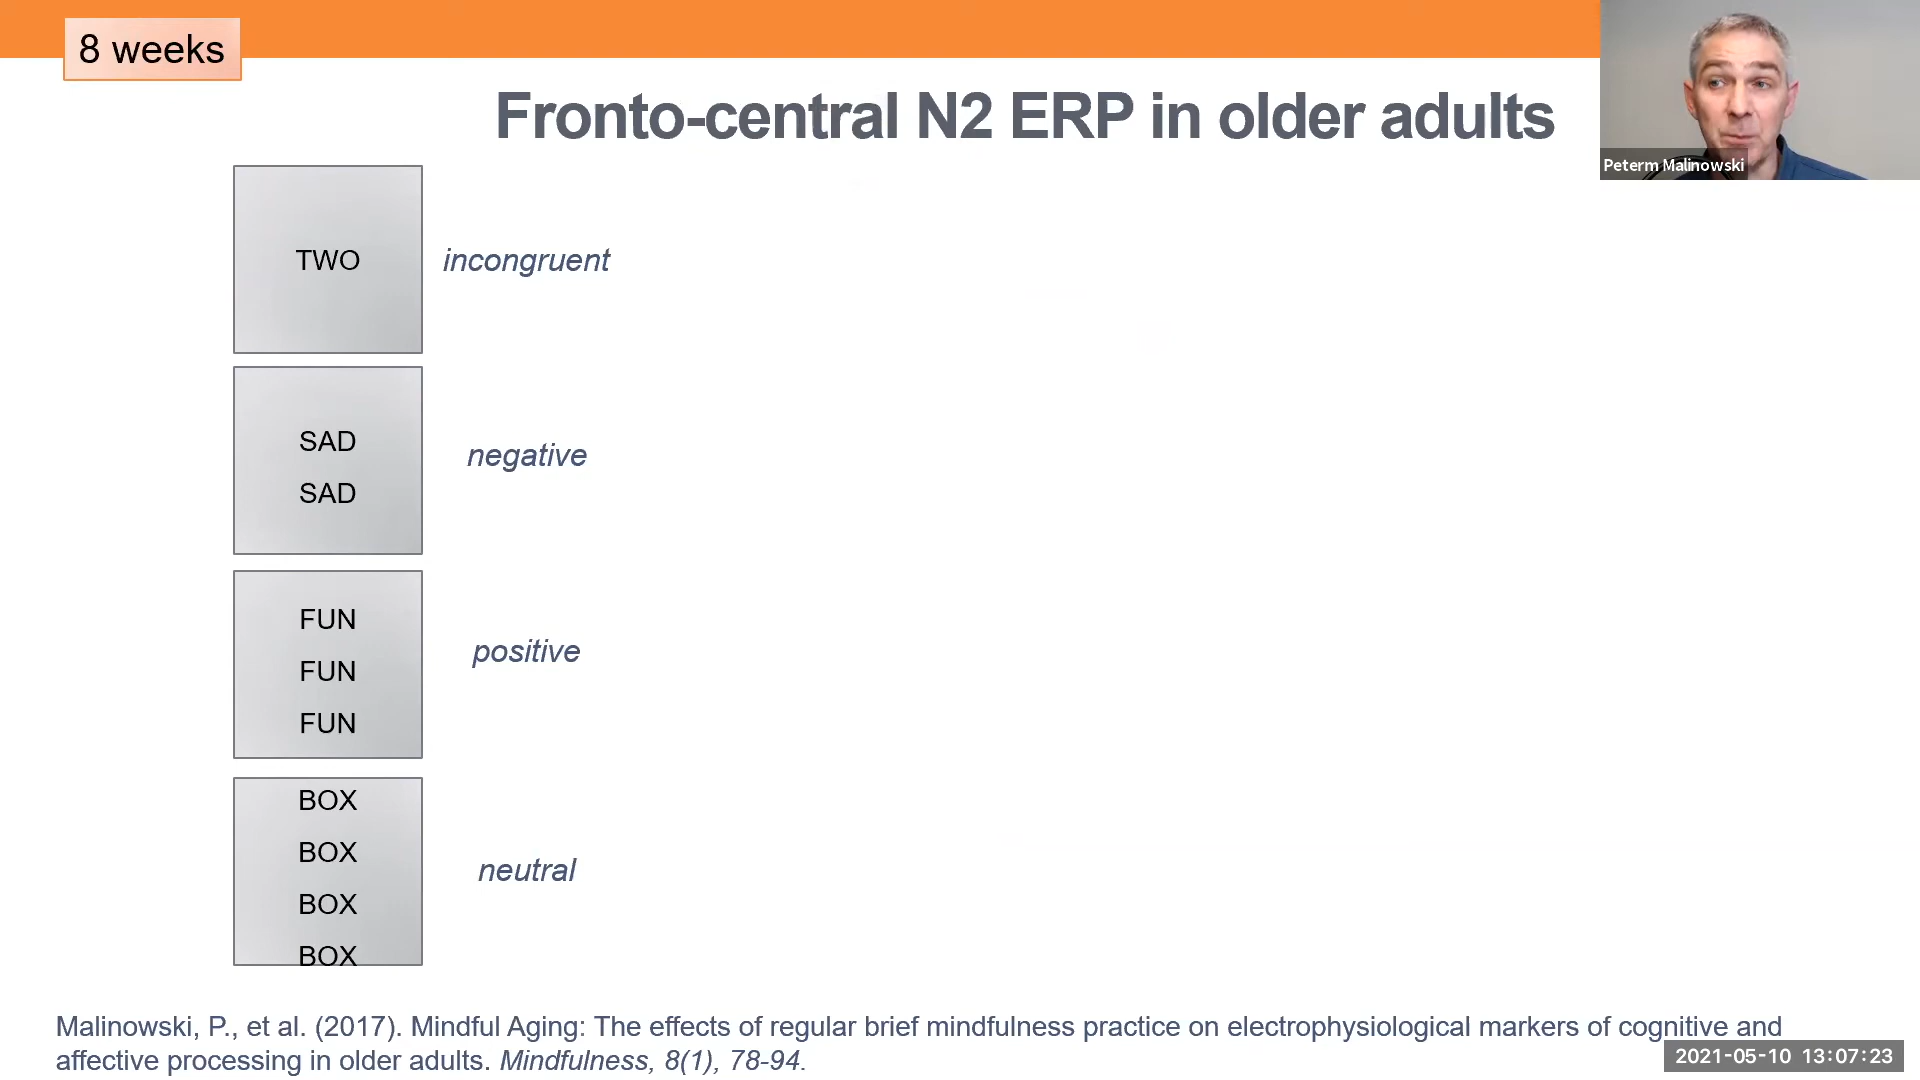 8 weeks
Fronto-central N2 ERP in older adults
Peterm Malinowski
TWO
incongruent
SAD
SAD
negative
FUN
FUN
FUN
positive
BOX
BOX
BOX
BOX
neutral
Malinowski, P., et al. (2017). Mindful Aging: The effects of regular brief mindfulness practice on electrophysiological markers of cognitive and
affective processing in older adults. Mindfulness, 8(1), 78-94.
2021-05-10 13:07:23